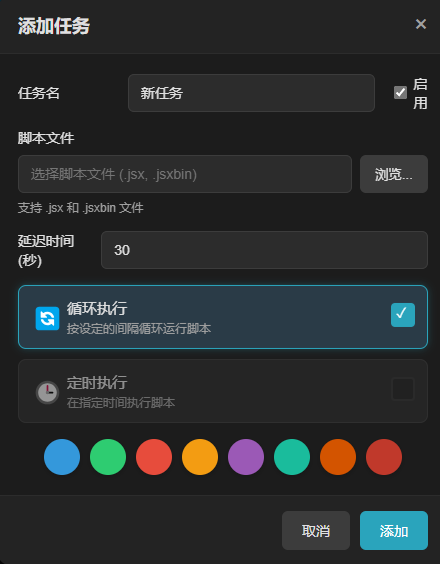 添加任务 ×
任务名 新任务 启用
脚本文件
选择脚本文件 (.jsx, .jsxbin) 浏览...
支持 .jsx 和 .jsxbin 文件
延迟时间(秒) 30
循环执行
按设定的间隔循环运行脚本
定时执行
在指定时间执行脚本
取消 添加